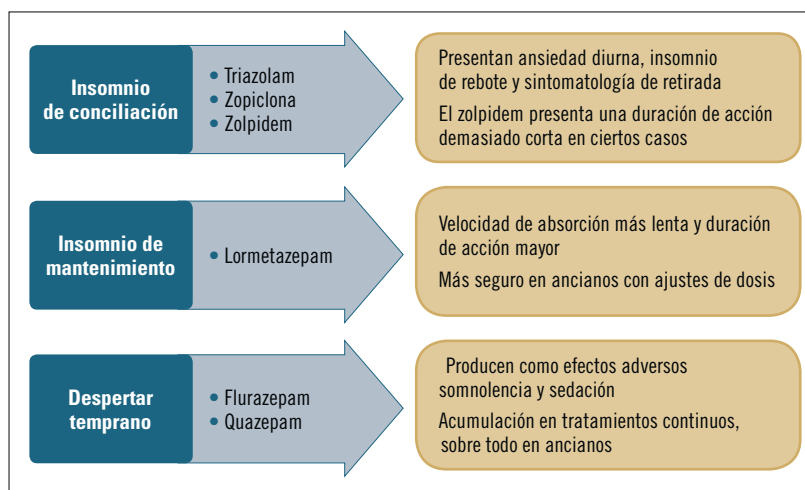 Insomnio
de conciliación
• Triazolam
• Zopiclona
• Zolpidem
Presentan ansiedad diurna, insomnio
de rebote y sintomatología de retirada
El zolpidem presenta una duración de acción
demasiado corta en ciertos casos
Insomnio de
mantenimiento
• Lormetazepam
Velocidad de absorción más lenta y duración
de acción mayor
Más seguro en ancianos con ajustes de dosis
Despertar
temprano
• Flurazepam
• Quazepam
Producen como efectos adversos
somnolencia y sedación
Acumulación en tratamientos continuos,
sobre todo en ancianos